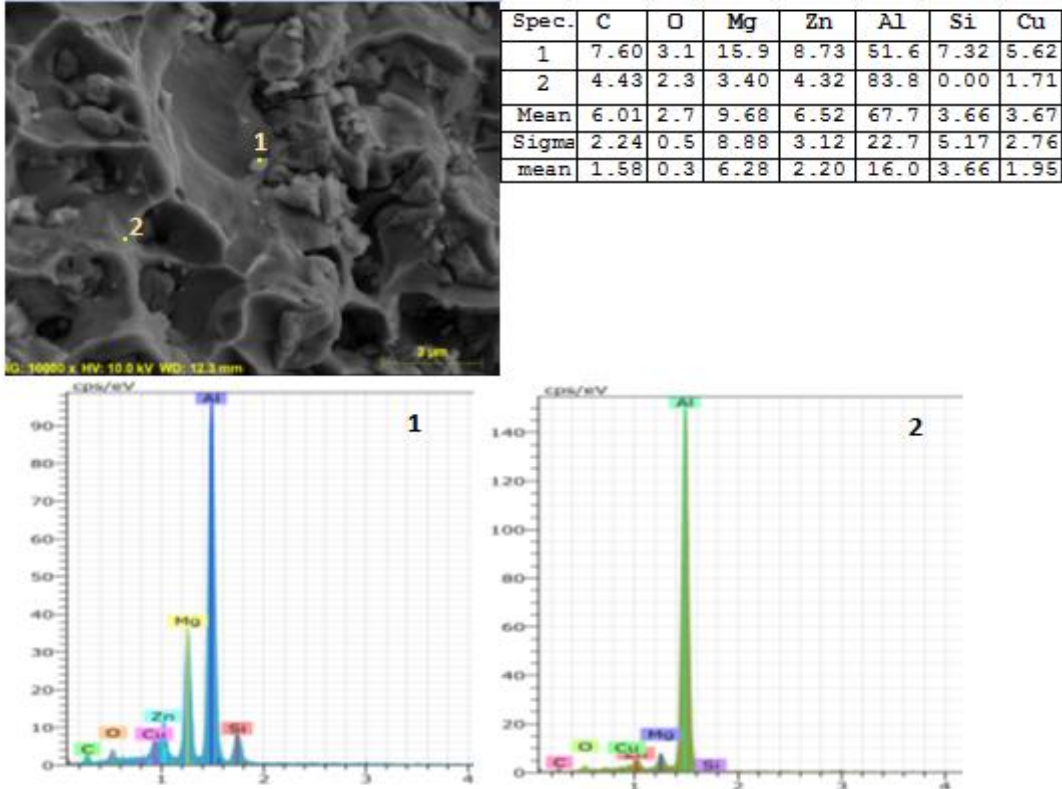 Spec. C O Mg Zn Al Si Cu
1 7.60 3.1 15.9 8.73 51.6 7.32 5.62
2 4.43 2.3 3.40 4.32 83.8 0.00 1.71
Mean 6.01 2.7 9.68 6.52 67.7 3.66 3.67
Sigma 2.24 0.5 8.88 3.12 22.7 5.17 2.76
mean 1.58 0.3 6.28 2.20 16.0 3.66 1.95
1
2
10000 x HV: 10.0 kV WD: 12.3 mm
cps/eV
1
Al
90
80
70
60
50
40
Mg
30
20
Zn
10
O
Cu
Si
C
0
1 2 3 4
cps/eV
2
Al
140
120
100
80
60
40
20
Mg
O
Cu
C
Si
0
1 2 3 4